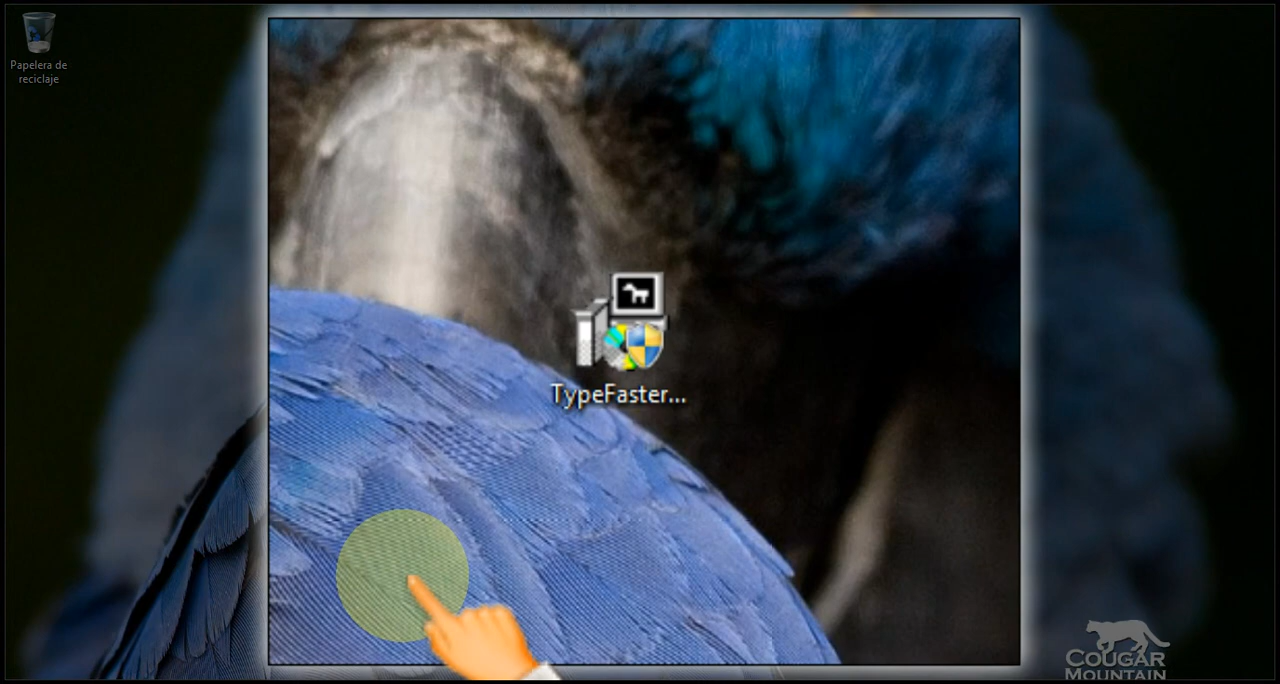 Papelera de
reciclaje
TypeFaster...
COUGAR
MOUNTAIN